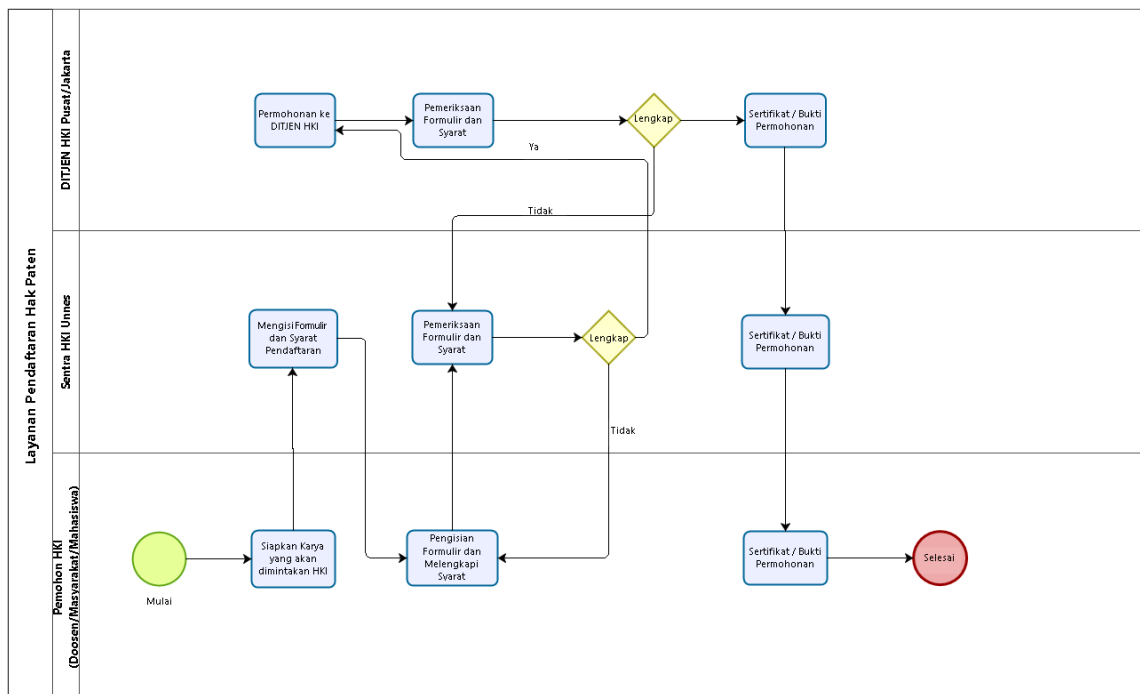 Layanan Pendaftaran Hak Paten
DITJEN HKI Pusat/Jakarta
Permohonan ke
DITJEN HKI
Pemeriksaan
Formulir dan
Syarat
Lengkap
Sertifikat / Bukti
Permohonan
Ya
Tidak
Sentra HKI Unnes
Mengisi Formulir
dan Syarat
Pendaftaran
Pemeriksaan
Formulir dan
Syarat
Lengkap
Sertifikat / Bukti
Permohonan
Tidak
Pemohon HKI
(Doosen/Masyarakat/Mahasiswa)
Mulai
Siapkan Karya
yang akan
dimintakan HKI
Pengisian
Formulir dan
Melengkapi
Syarat
Sertifikat / Bukti
Permohonan
Selesai